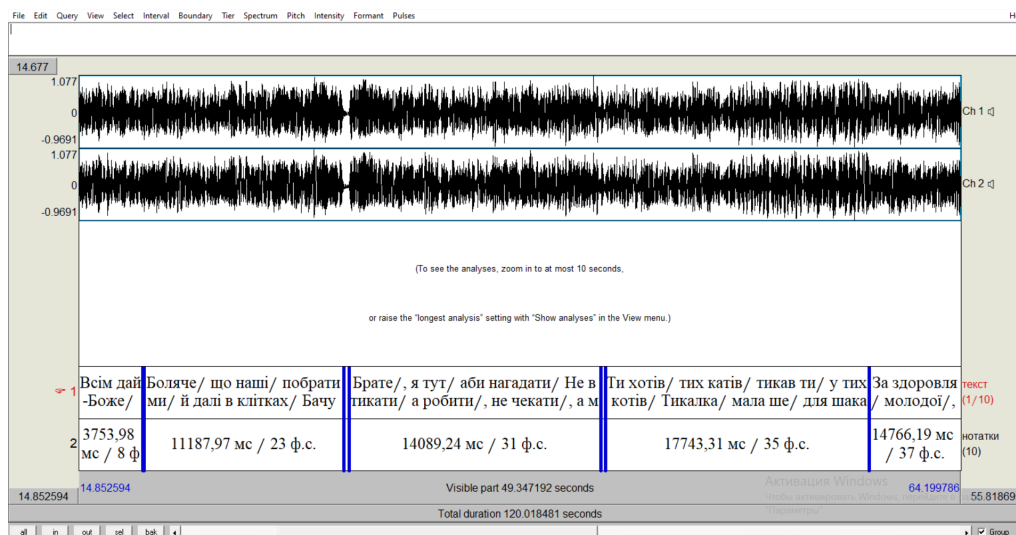 File Edit Query View Select Interval Boundary Tier Spectrum Pitch Intensity Formant Pulses
14.677
1.077
0
-0.9691
Ch 1
1.077
0
-0.9691
Ch 2
(To see the analyses, zoom in to at most 10 seconds,
or raise the "longest analysis" setting with "Show analyses" in the View menu.)
1
Всім дай
-Боже/
Боляче/ що наші/ побрати
ми/ й далі в клітках/ Бачу
Брате/, я тут/ аби нагадати/ Не в
тикати/ а робити/, не чекати/, а м
Ти хотів/ тих катів/ тикав ти/ у тих
котів/ Тикалка/ мала ше/ для шака
За здоровля
/ молодої/,
текст
(1/10)
2
3753,98
мс / 8 ф
11187,97 мс / 23 ф.с.
14089,24 мс / 31 ф.с.
17743,31 мс / 35 ф.с.
14766,19 мс
/ 37 ф.с.
нотатки
(10)
14.852594
14.852594
Visible part 49.347192 seconds
64.199786
55.81869
Total duration 120.018481 seconds
Активация Windows
Чтобы активировать Windows, перейдите в
"Параметры".
all in out sel bak
Group